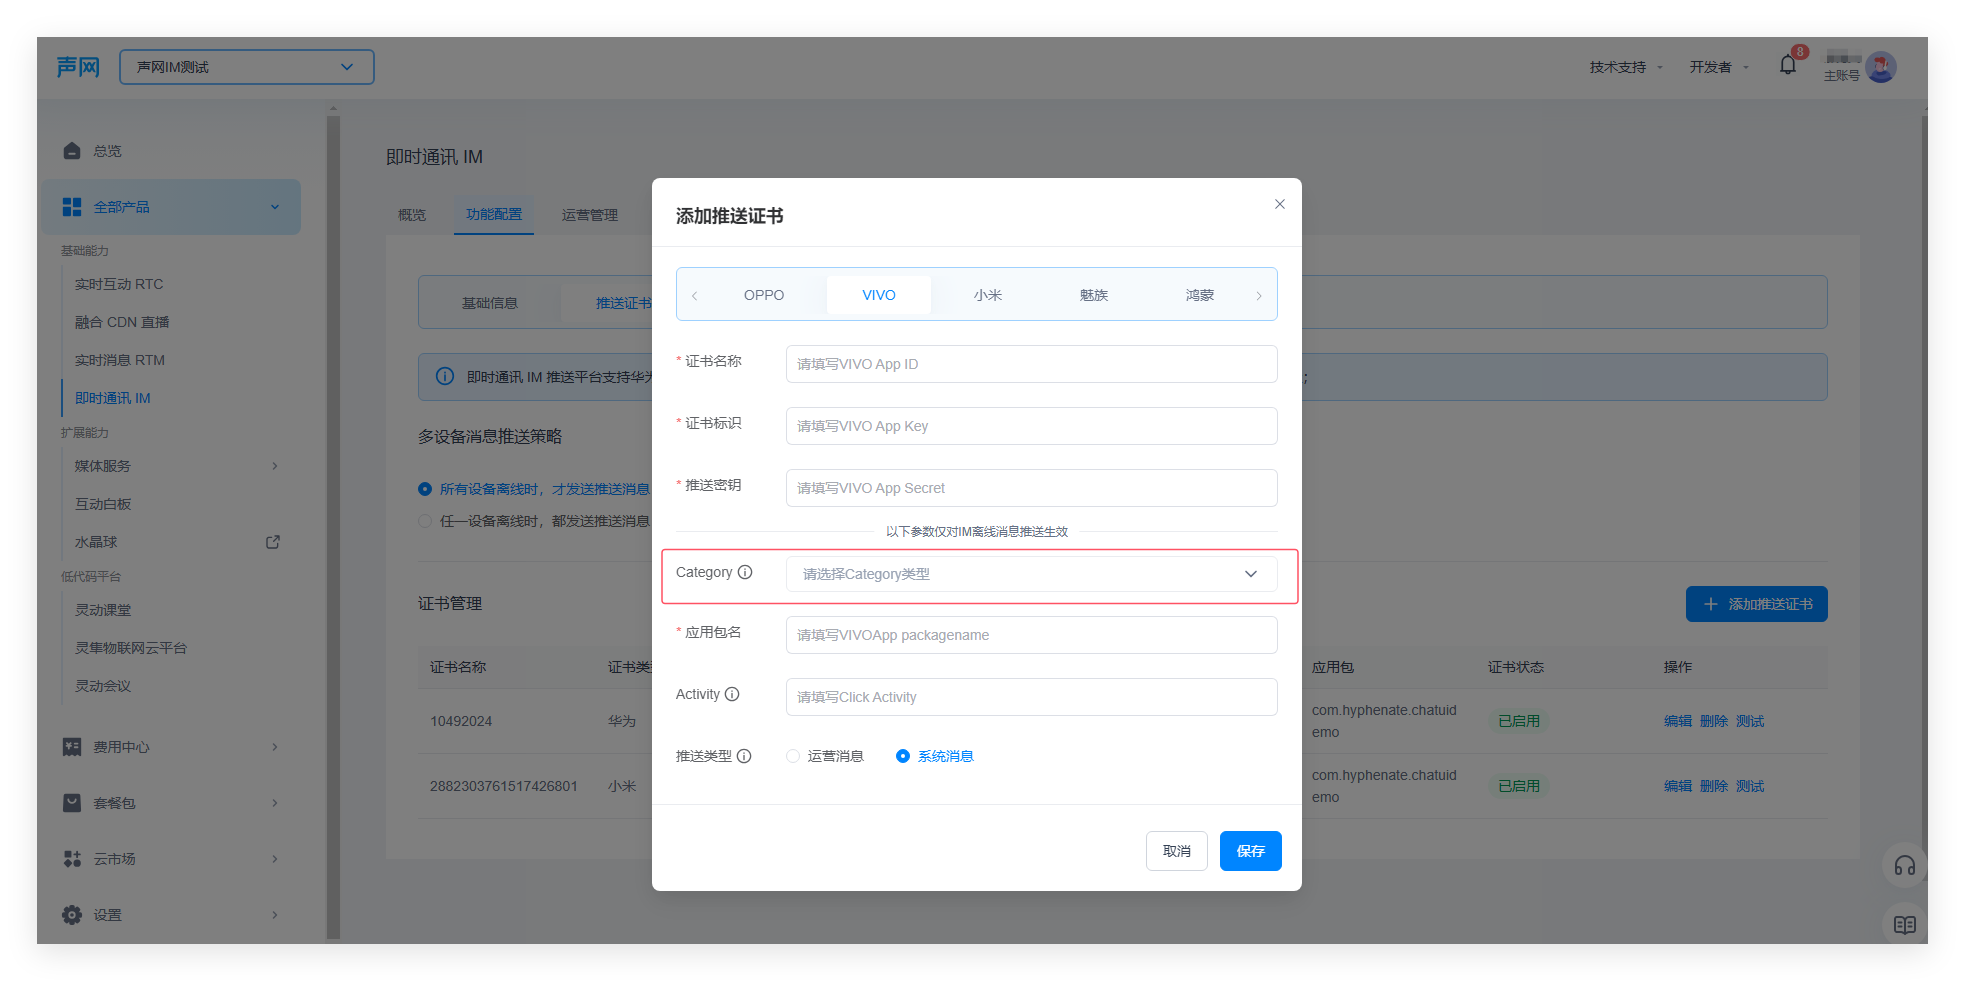 声网
声网IM测试
技术支持
开发者
8
主账号
总览
全部产品
基础能力
实时互动 RTC
融合 CDN 直播
实时消息 RTM
即时通讯 IM
扩展能力
媒体服务
互动白板
水晶球
低代码平台
灵动课堂
灵隼物联网云平台
灵动会议
费用中心
套餐包
云市场
设置
即时通讯 IM
概览
功能配置
运营管理
基础信息
推送证书
即时通讯 IM 推送平台支持华为
;
多设备消息推送策略
所有设备离线时，才发送推送消息
任一设备离线时，都发送推送消息
证书管理
添加推送证书
证书名称
证书类
应用包
证书状态
操作
10492024
华为
com.hyphenate.chatuidemo
已启用
编辑 删除 测试
2882303761517426801
小米
com.hyphenate.chatuidemo
已启用
编辑 删除 测试
添加推送证书
OPPO
VIVO
小米
魅族
鸿蒙
* 证书名称
请填写VIVO App ID
* 证书标识
请填写VIVO App Key
* 推送密钥
请填写VIVO App Secret
以下参数仅对IM离线消息推送生效
Category
请选择Category类型
* 应用包名
请填写VIVOApp packagename
Activity
请填写Click Activity
推送类型
运营消息
系统消息
取消
保存